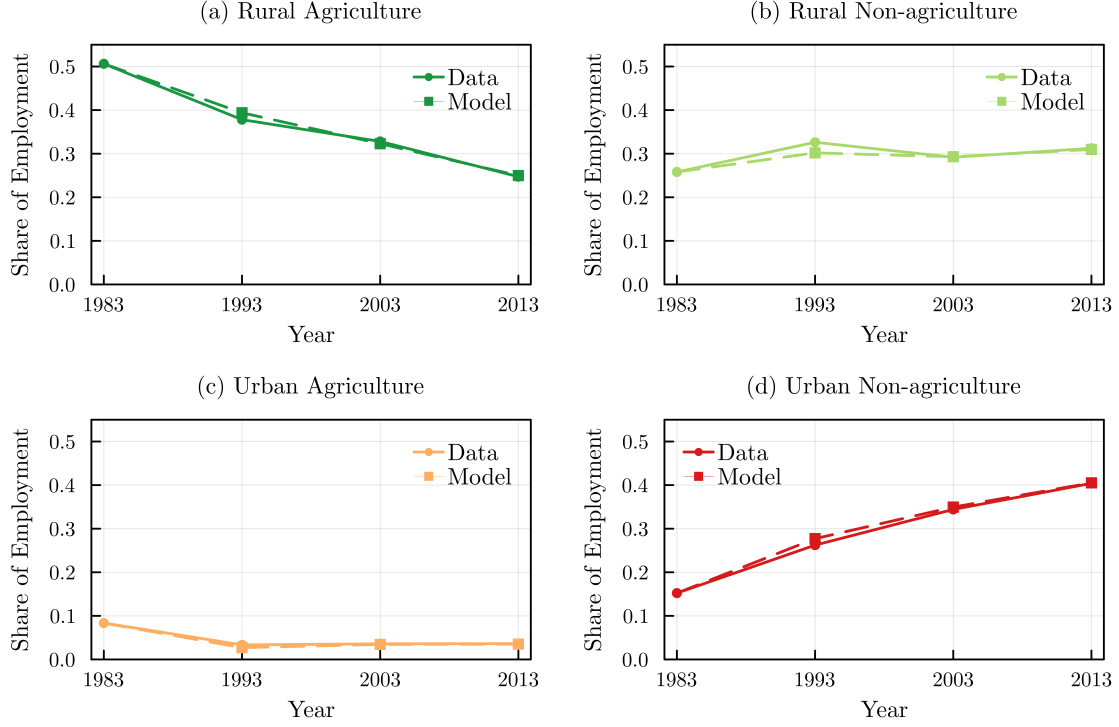 (a) Rural Agriculture
Share of Employment
0.5
0.4
0.3
0.2
0.1
0.0
Data
Model
1983
1993
2003
2013
Year
(b) Rural Non-agriculture
Share of Employment
0.5
0.4
0.3
0.2
0.1
0.0
Data
Model
1983
1993
2003
2013
Year
(c) Urban Agriculture
Share of Employment
0.5
0.4
0.3
0.2
0.1
0.0
Data
Model
1983
1993
2003
2013
Year
(d) Urban Non-agriculture
Share of Employment
0.5
0.4
0.3
0.2
0.1
0.0
Data
Model
1983
1993
2003
2013
Year